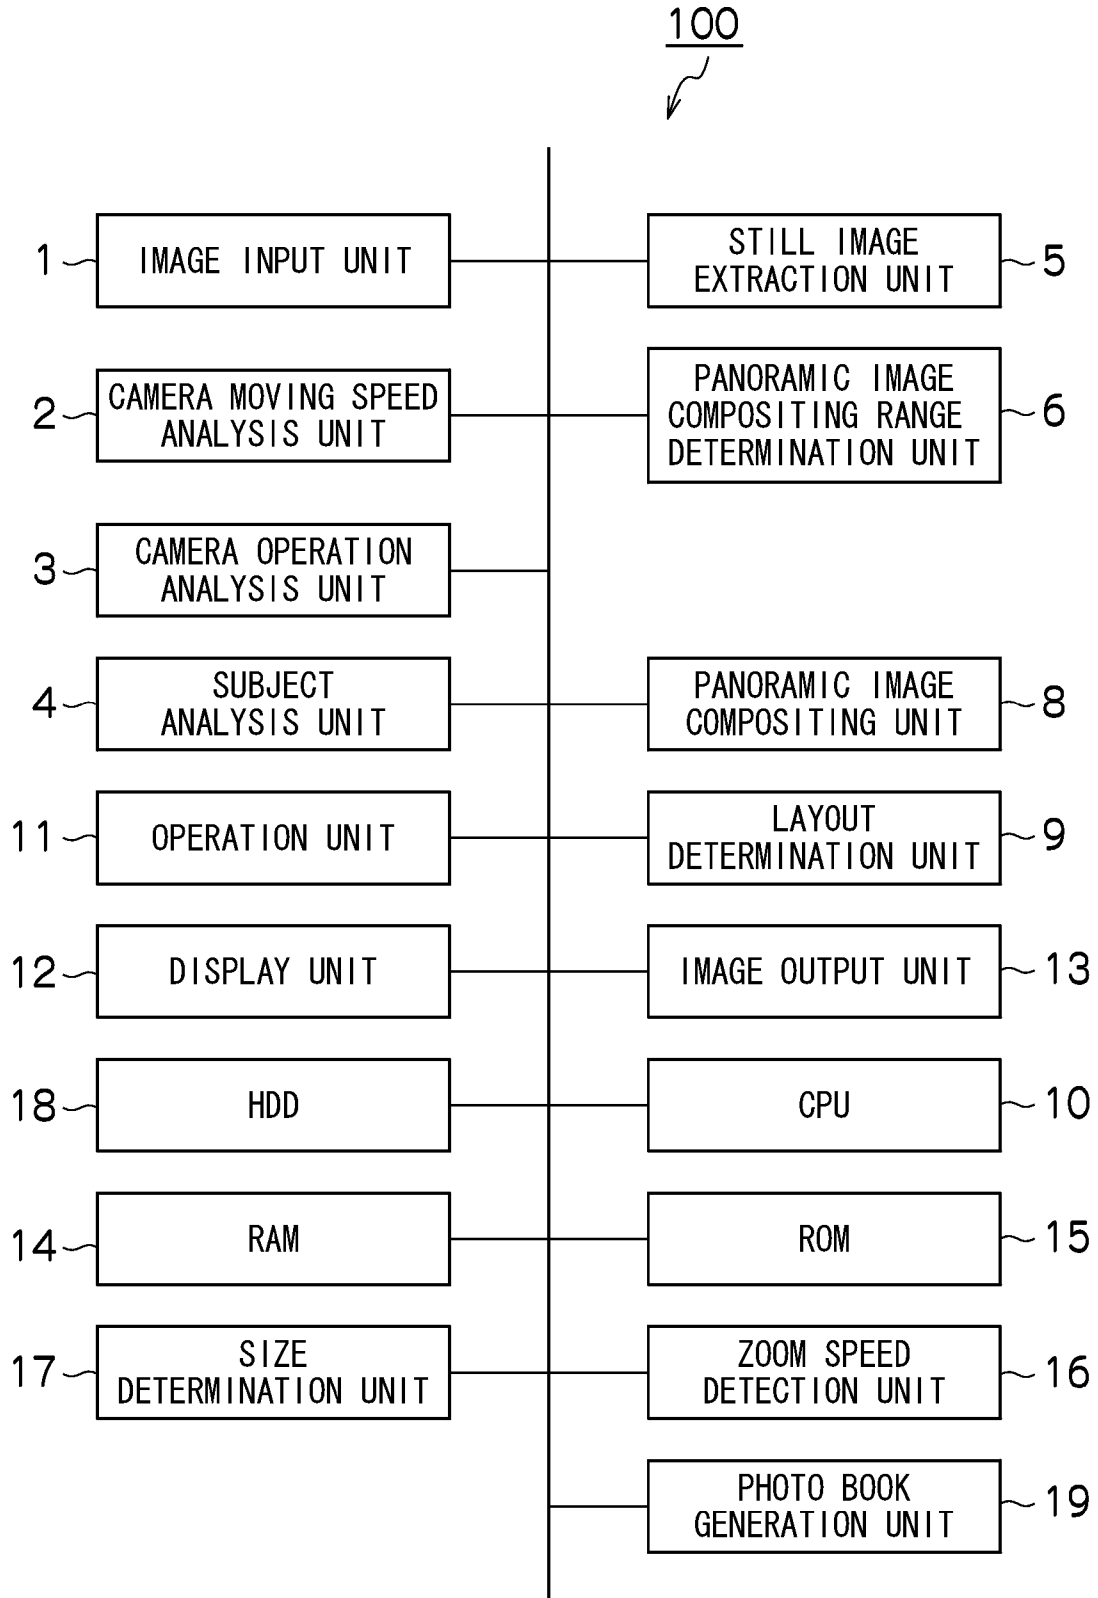 100
1
IMAGE INPUT UNIT
STILL IMAGE
EXTRACTION UNIT
5
2
CAMERA MOVING SPEED
ANALYSIS UNIT
PANORAMIC IMAGE
COMPOSITING RANGE
DETERMINATION UNIT
6
3
CAMERA OPERATION
ANALYSIS UNIT
4
SUBJECT
ANALYSIS UNIT
PANORAMIC IMAGE
COMPOSITING UNIT
8
11
OPERATION UNIT
LAYOUT
DETERMINATION UNIT
9
12
DISPLAY UNIT
IMAGE OUTPUT UNIT
13
18
HDD
CPU
10
14
RAM
ROM
15
17
SIZE
DETERMINATION UNIT
ZOOM SPEED
DETECTION UNIT
16
PHOTO BOOK
GENERATION UNIT
19